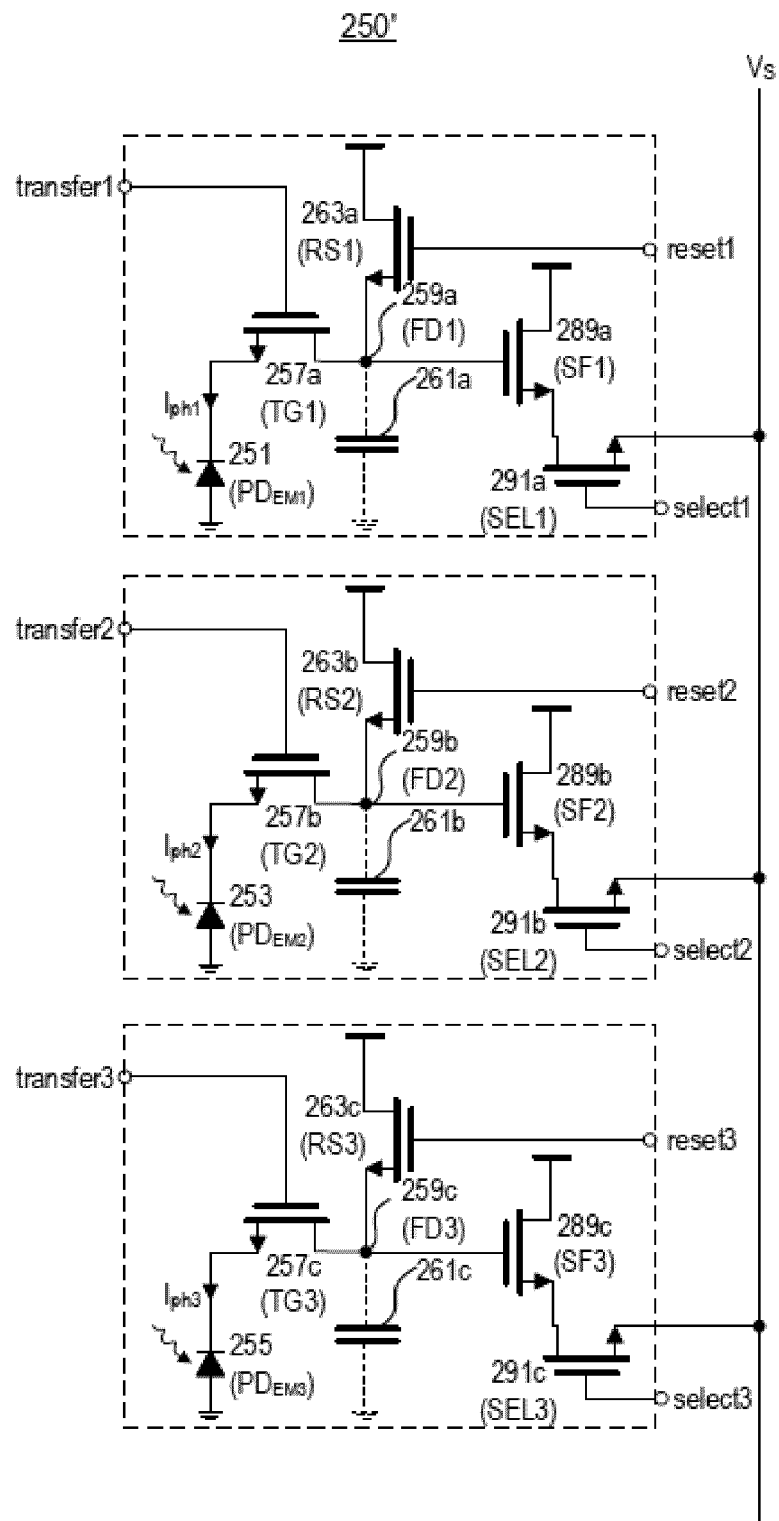 250"
Vs
transfer1
263a
(RS1)
reset1
259a
(FD1)
289a
(SF1)
257a
(TG1)
261a
Iph1
251
(PDEM1)
291a
(SEL1)
select1
transfer2
263b
(RS2)
reset2
259b
(FD2)
289b
(SF2)
257b
(TG2)
261b
Iph2
253
(PDEM2)
291b
(SEL2)
select2
transfer3
263c
(RS3)
reset3
259c
(FD3)
289c
(SF3)
257c
(TG3)
261c
Iph3
255
(PDEM3)
291c
(SEL3)
select3